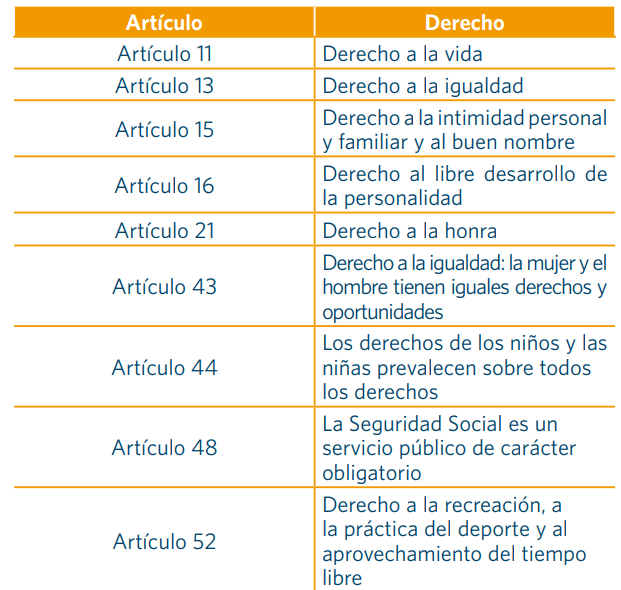 Artículo
Derecho
Artículo 11
Derecho a la vida
Artículo 13
Derecho a la igualdad
Artículo 15
Derecho a la intimidad personal
y familiar y al buen nombre
Artículo 16
Derecho al libre desarrollo de
la personalidad
Artículo 21
Derecho a la honra
Artículo 43
Derecho a la igualdad: la mujer y el
hombre tienen iguales derechos y
oportunidades
Artículo 44
Los derechos de los niños y las
niñas prevalecen sobre todos
los derechos
Artículo 48
La Seguridad Social es un
servicio público de carácter
obligatorio
Artículo 52
Derecho a la recreación, a
la práctica del deporte y al
aprovechamiento del tiempo
libre